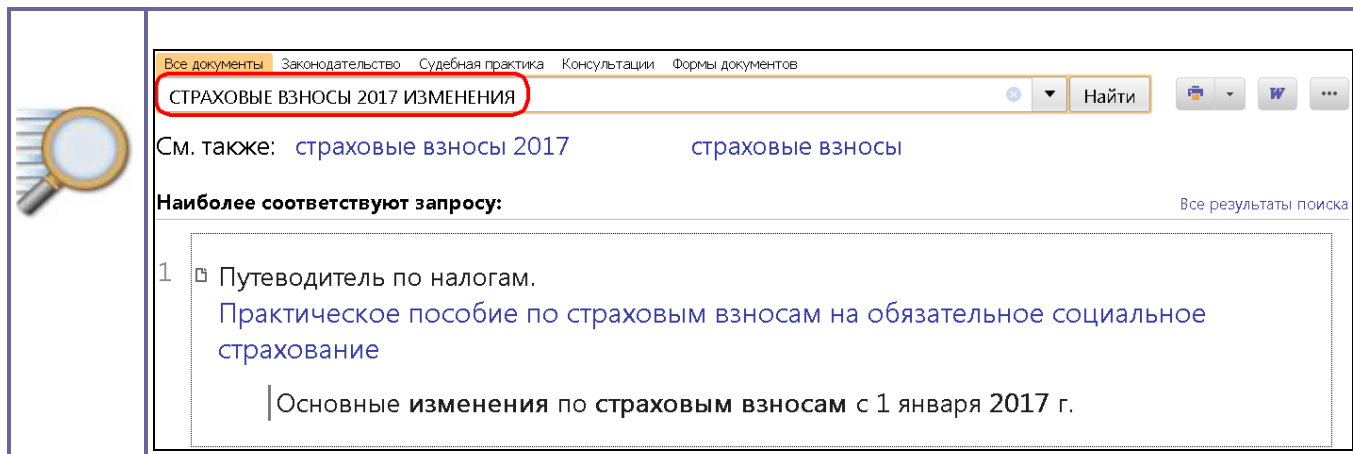 Все документы Законодательство Судебная практика Консультации Формы документов
СТРАХОВЫЕ ВЗНОСЫ 2017 ИЗМЕНЕНИЯ Найти W ...
См. также: страховые взносы 2017 страховые взносы
Наиболее соответствуют запросу: Все результаты поиска
1 Путеводитель по налогам.
Практическое пособие по страховым взносам на обязательное социальное
страхование
Основные изменения по страховым взносам с 1 января 2017 г.